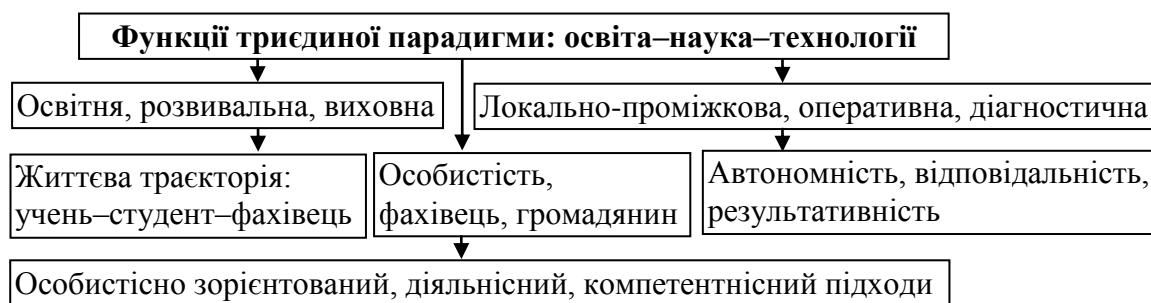 Функції триєдиної парадигми: освіта–наука–технології
Освітня, розвивальна, виховна
Локально-проміжкова, оперативна, діагностична
Життєва траєкторія:
учень–студент–фахівець
Особистість,
фахівець, громадянин
Автономність, відповідальність,
результативність
Особистісно зорієнтований, діяльнісний, компетентнісний підходи